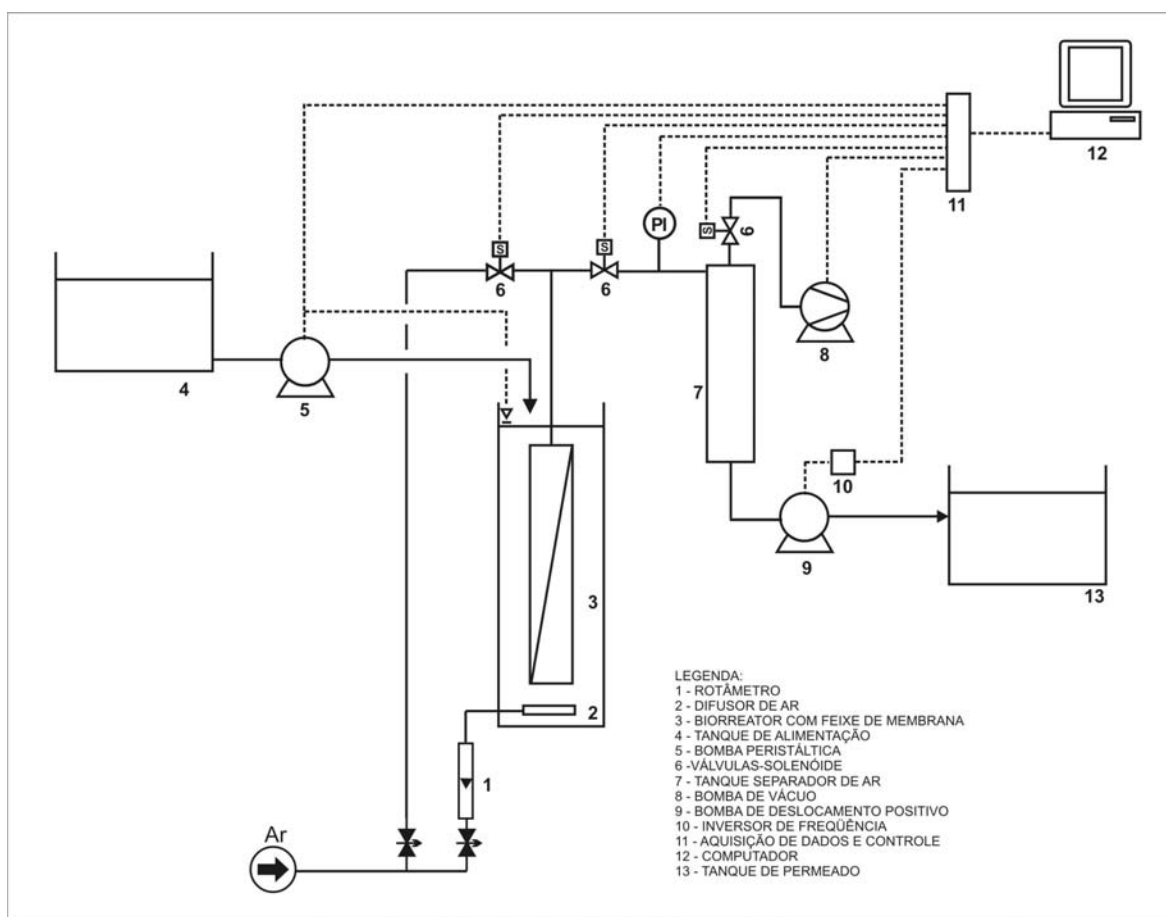 12
11
S
S
PI
S
6
6
6
8
4
5
7
10
9
13
3
2
1
Ar
LEGENDA:
1 - ROTÂMETRO
2 - DIFUSOR DE AR
3 - BIORREATOR COM FEIXE DE MEMBRANA
4 - TANQUE DE ALIMENTAÇÃO
5 - BOMBA PERISTÁLTICA
6 -VÁLVULAS-SOLENÓIDE
7 - TANQUE SEPARADOR DE AR
8 - BOMBA DE VÁCUO
9 - BOMBA DE DESLOCAMENTO POSITIVO
10 - INVERSOR DE FREQÜÊNCIA
11 - AQUISIÇÃO DE DADOS E CONTROLE
12 - COMPUTADOR
13 - TANQUE DE PERMEADO